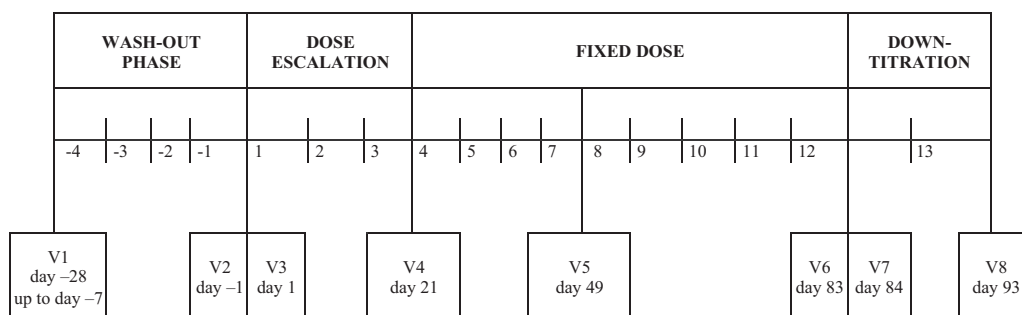 WASH-OUT
PHASE
DOSE
ESCALATION
FIXED DOSE
DOWN-
TITRATION
-4 -3 -2 -1 1 2 3 4 5 6 7 8 9 10 11 12 13
V1
day –28
up to day –7
V2
day –1
V3
day 1
V4
day 21
V5
day 49
V6
day 83
V7
day 84
V8
day 93